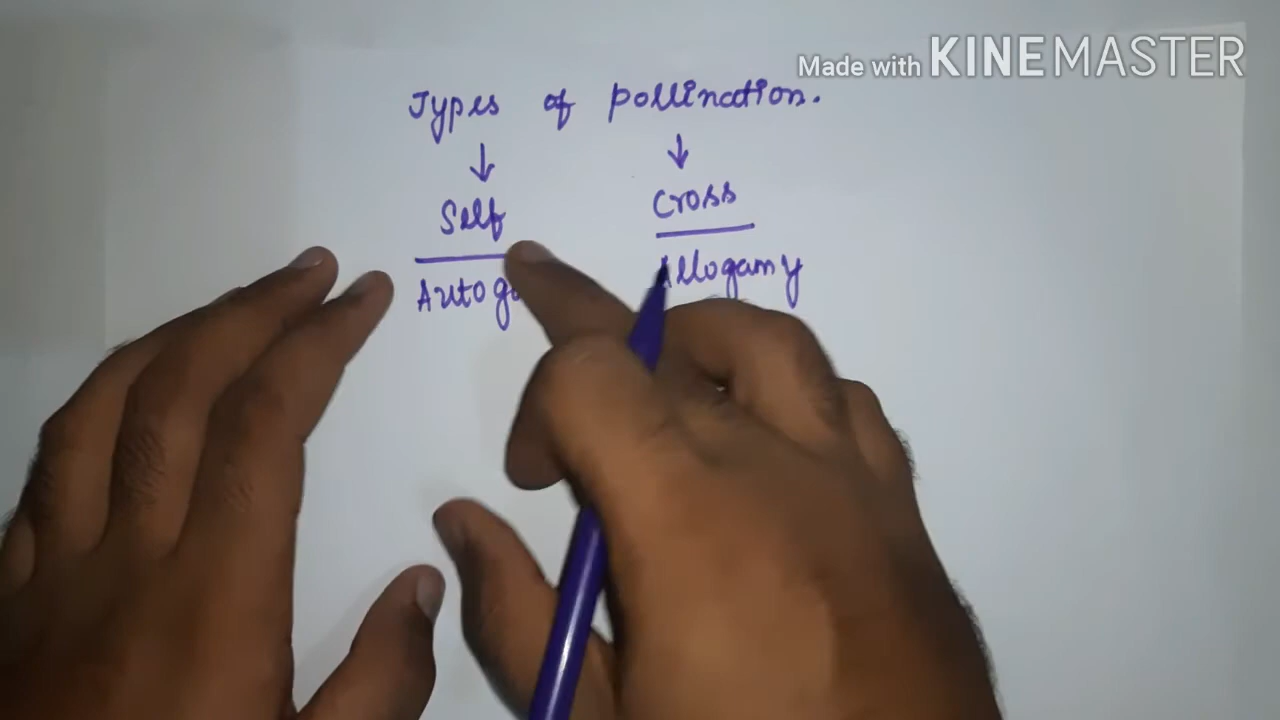 Made with KINEMASTER
Types of pollination.
↓ ↓
Self Cross
Allogamy